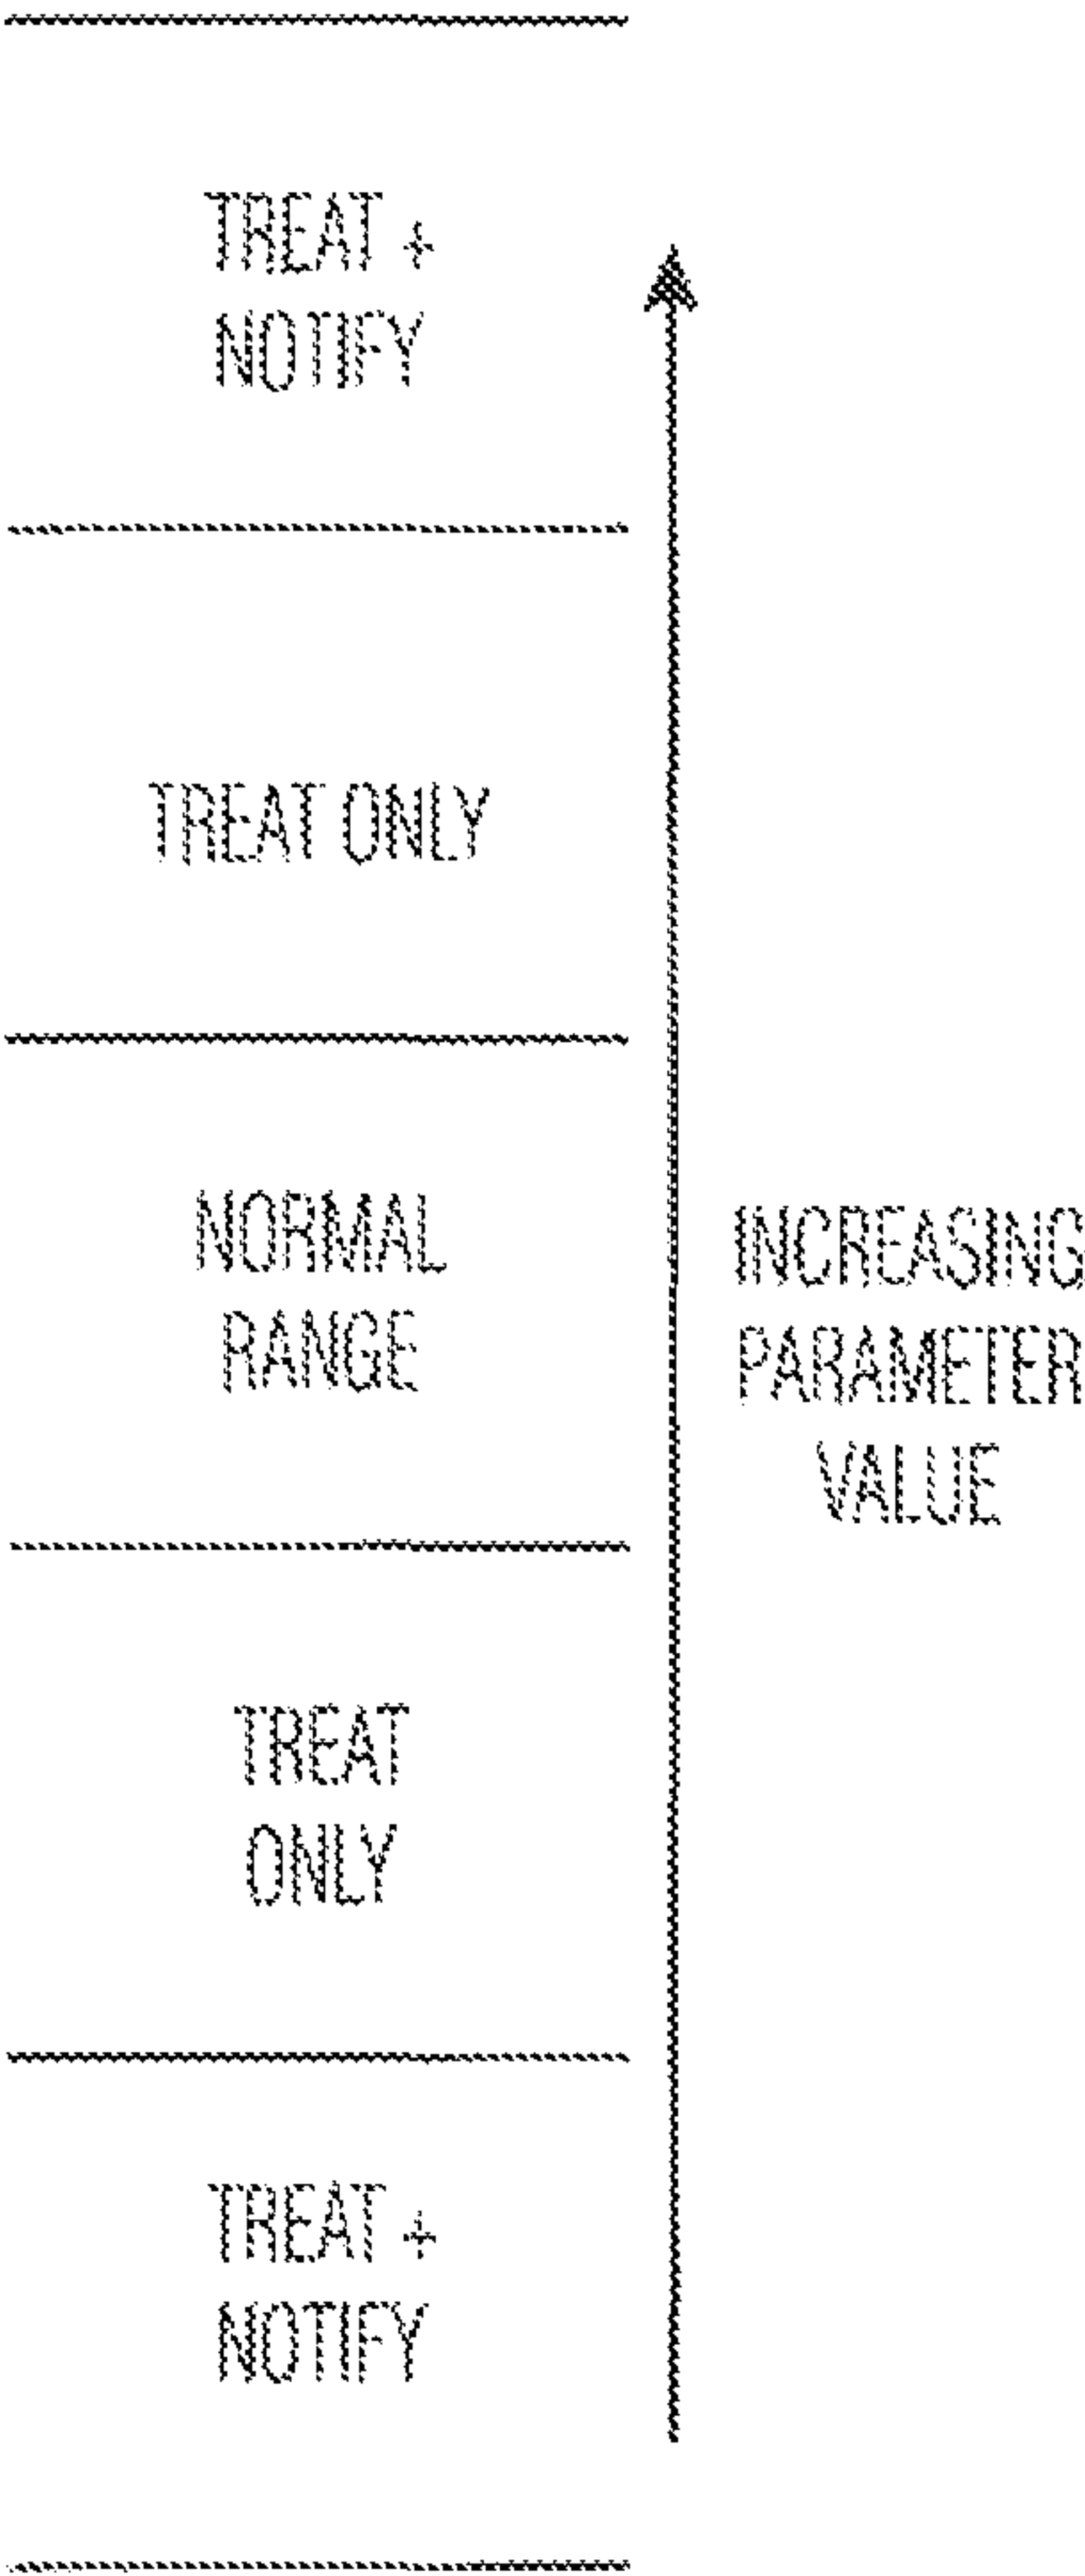 TREAT +
NOTIFY
TREAT ONLY
NORMAL
RANGE
INCREASING
PARAMETER
VALUE
TREAT
ONLY
TREAT +
NOTIFY